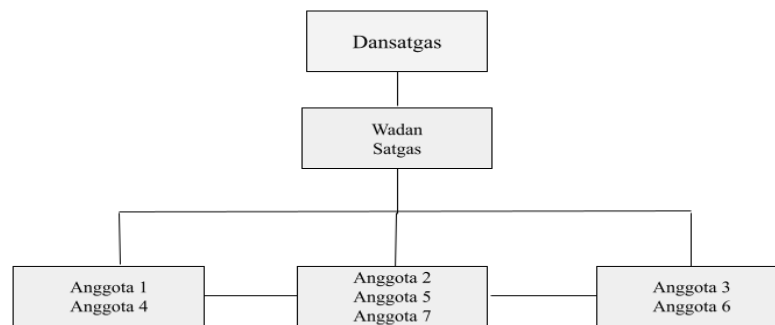 Dansatgas
Wadan
Satgas
Anggota 1
Anggota 4
Anggota 2
Anggota 5
Anggota 7
Anggota 3
Anggota 6